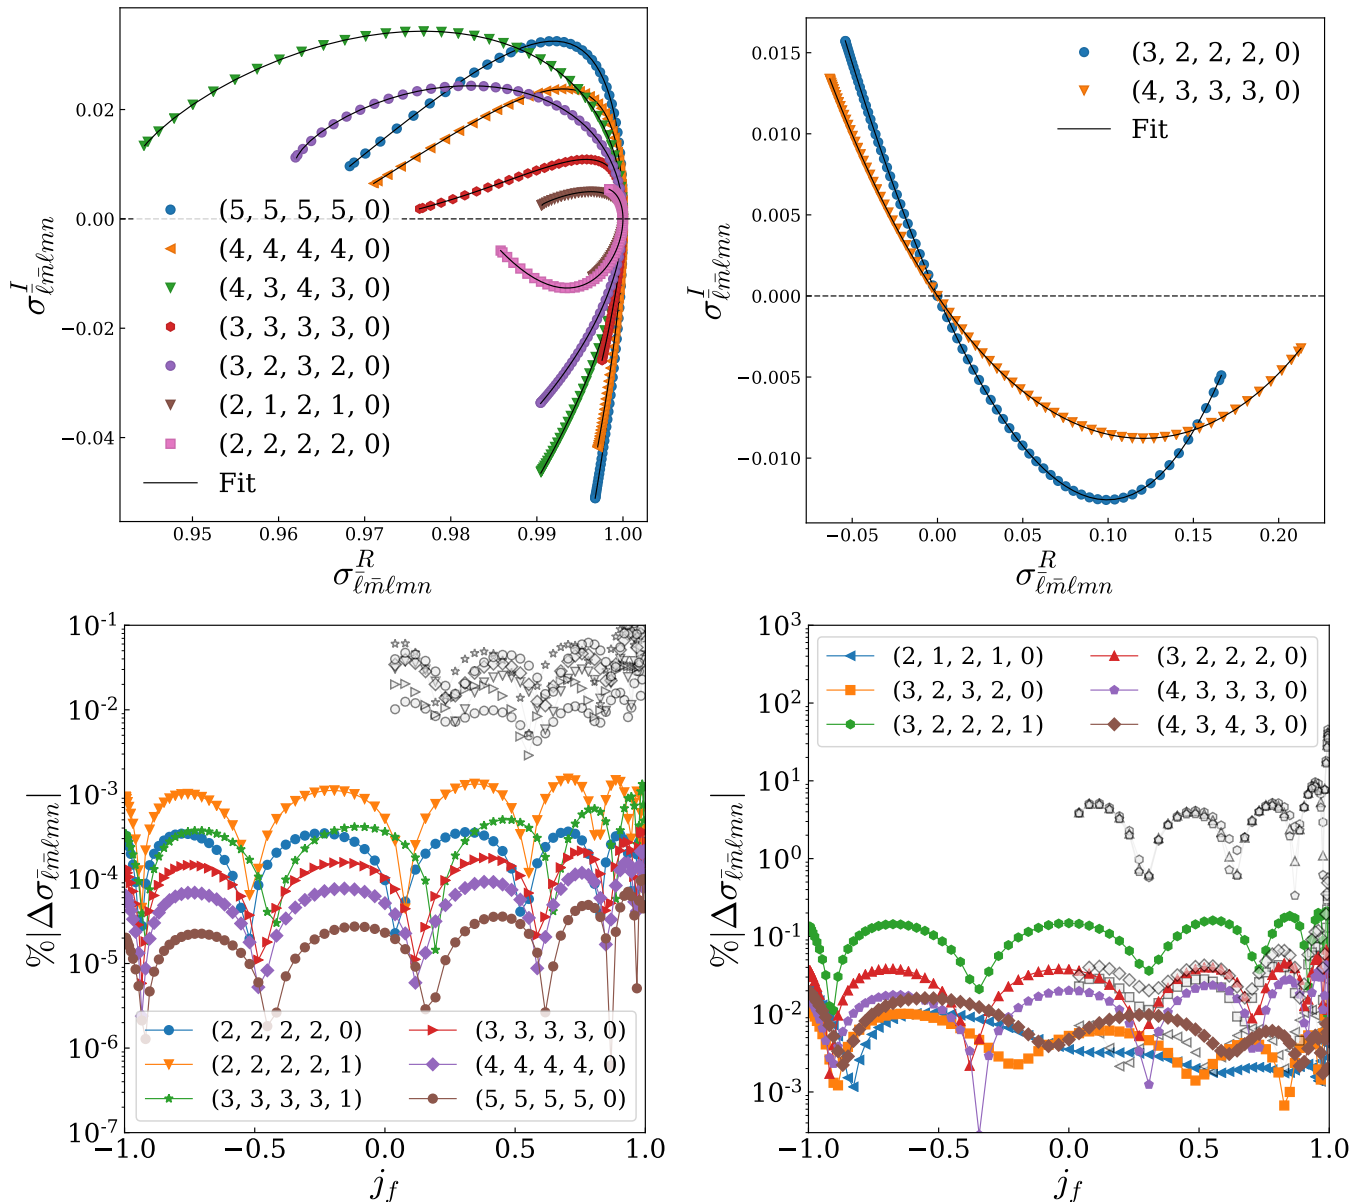 0.02
0.00
−0.02
−0.04
σ^I_ℓ̄m̄ℓmn
(5, 5, 5, 5, 0)
(4, 4, 4, 4, 0)
(4, 3, 4, 3, 0)
(3, 3, 3, 3, 0)
(3, 2, 3, 2, 0)
(2, 1, 2, 1, 0)
(2, 2, 2, 2, 0)
Fit
0.95 0.96 0.97 0.98 0.99 1.00
σ^R_ℓ̄m̄ℓmn
0.015
0.010
0.005
0.000
−0.005
−0.010
σ^I_ℓ̄m̄ℓmn
(3, 2, 2, 2, 0)
(4, 3, 3, 3, 0)
Fit
−0.05 0.00 0.05 0.10 0.15 0.20
σ^R_ℓ̄m̄ℓmn
10^-1
10^-2
10^-3
10^-4
10^-5
10^-6
10^-7
%|Δσ_ℓ̄m̄ℓmn|
(2, 2, 2, 2, 0) (3, 3, 3, 3, 0)
(2, 2, 2, 2, 1) (4, 4, 4, 4, 0)
(3, 3, 3, 3, 1) (5, 5, 5, 5, 0)
−1.0 −0.5 0.0 0.5 1.0
j_f
10^3
10^2
10^1
10^0
10^-1
10^-2
10^-3
%|Δσ_ℓ̄m̄ℓmn|
(2, 1, 2, 1, 0) (3, 2, 2, 2, 0)
(3, 2, 3, 2, 0) (4, 3, 3, 3, 0)
(3, 2, 2, 2, 1) (4, 3, 4, 3, 0)
−1.0 −0.5 0.0 0.5 1.0
j_f